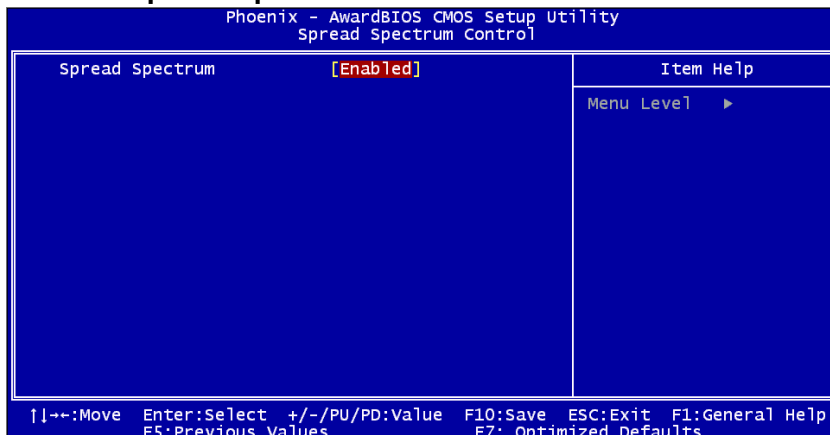 Phoenix - AwardBIOS CMOS Setup Utility
Spread Spectrum Control
Spread Spectrum [Enabled]
Item Help
Menu Level ►
↑↓→←:Move Enter:Select +/-/PU/PD:Value F10:Save ESC:Exit F1:General Help
F5:Previous Values F7: Optimized Defaults